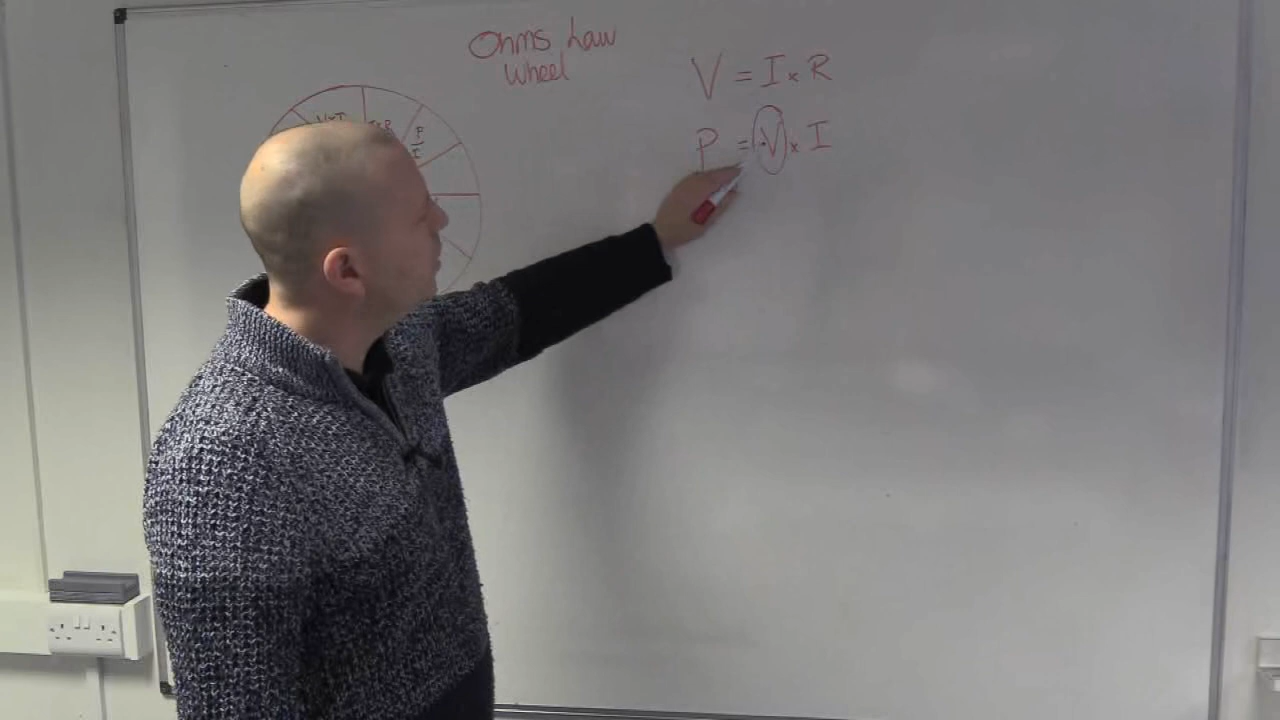 Ohms Law
Wheel
V = I × R
P = V × I
V×I
P
I